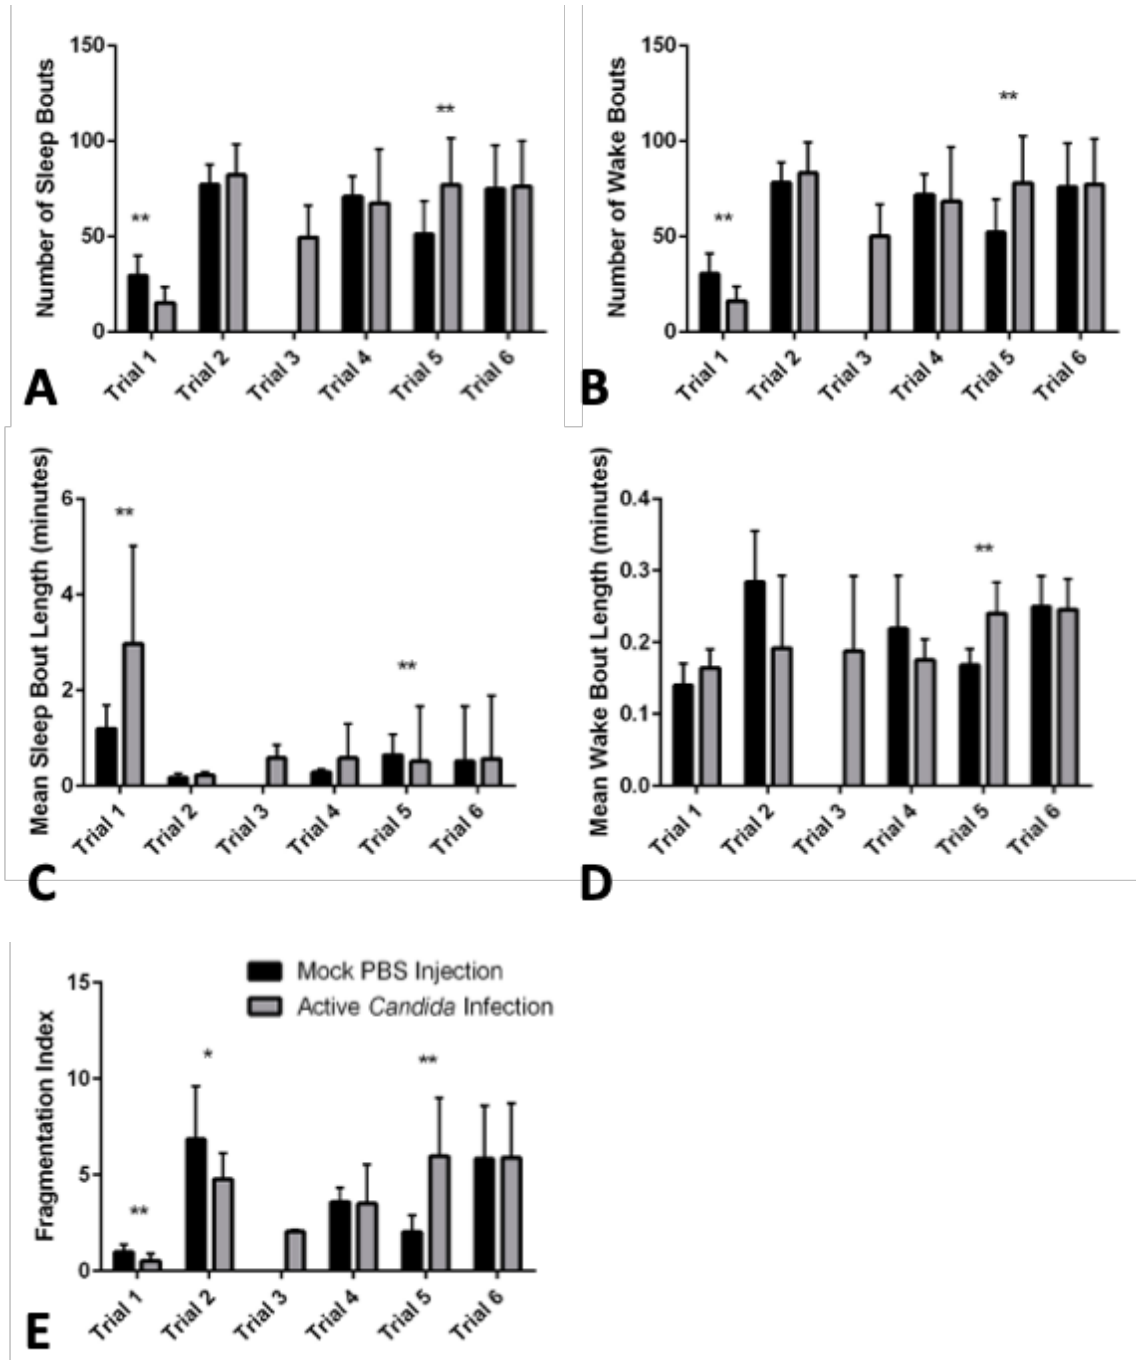 Number of Sleep Bouts
150
100
50
0
**
**
Trial 1
Trial 2
Trial 3
Trial 4
Trial 5
Trial 6
A
Number of Wake Bouts
150
100
50
0
**
**
Trial 1
Trial 2
Trial 3
Trial 4
Trial 5
Trial 6
B
Mean Sleep Bout Length (minutes)
6
4
2
0
**
**
Trial 1
Trial 2
Trial 3
Trial 4
Trial 5
Trial 6
C
Mean Wake Bout Length (minutes)
0.4
0.3
0.2
0.1
0.0
**
Trial 1
Trial 2
Trial 3
Trial 4
Trial 5
Trial 6
D
Mock PBS Injection
Active Candida Infection
Fragmentation Index
15
10
5
0
**
*
**
Trial 1
Trial 2
Trial 3
Trial 4
Trial 5
Trial 6
E